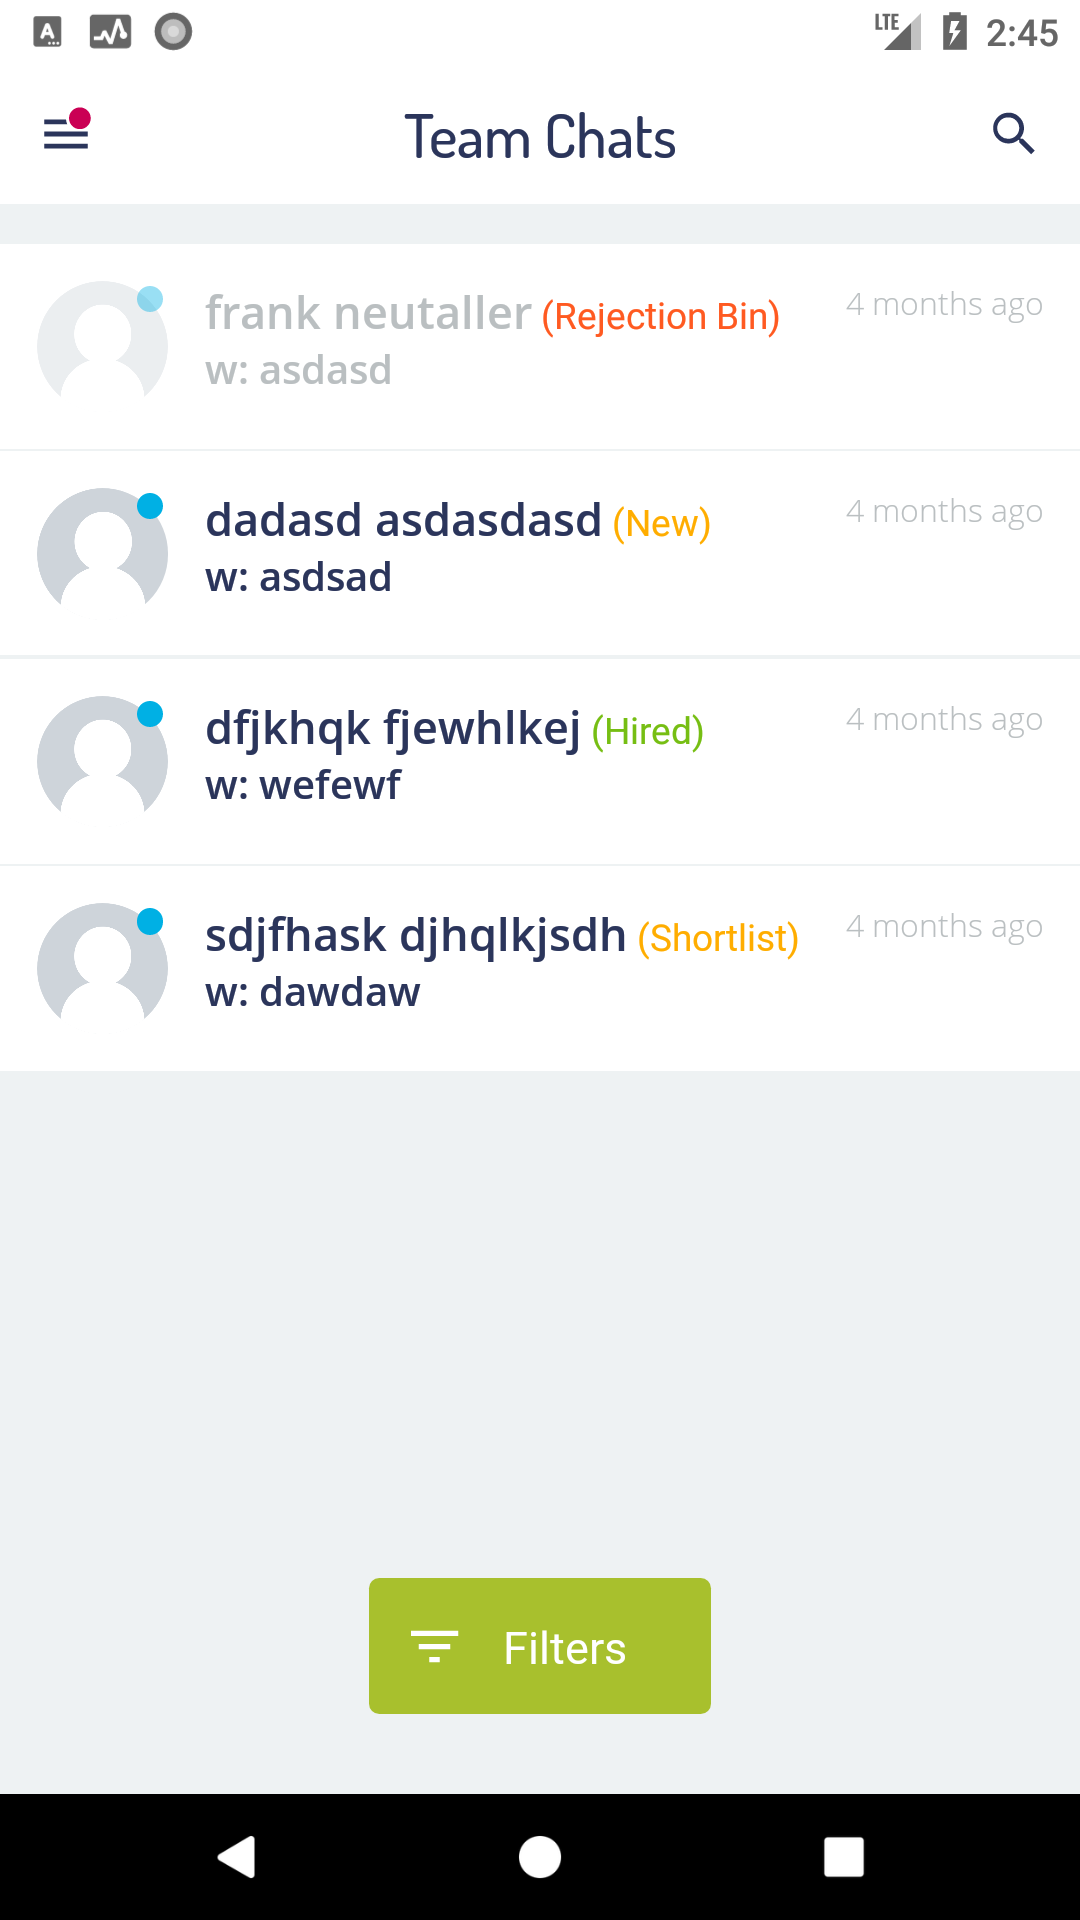 LTE 2:45
Team Chats
frank neutaller (Rejection Bin) 4 months ago
w: asdasd
dadasd asdasdasd (New) 4 months ago
w: asdsad
dfjkhqk fjewhlkej (Hired) 4 months ago
w: wefewf
sdjfhask djhqlkjsdh (Shortlist) 4 months ago
w: dawdaw
Filters